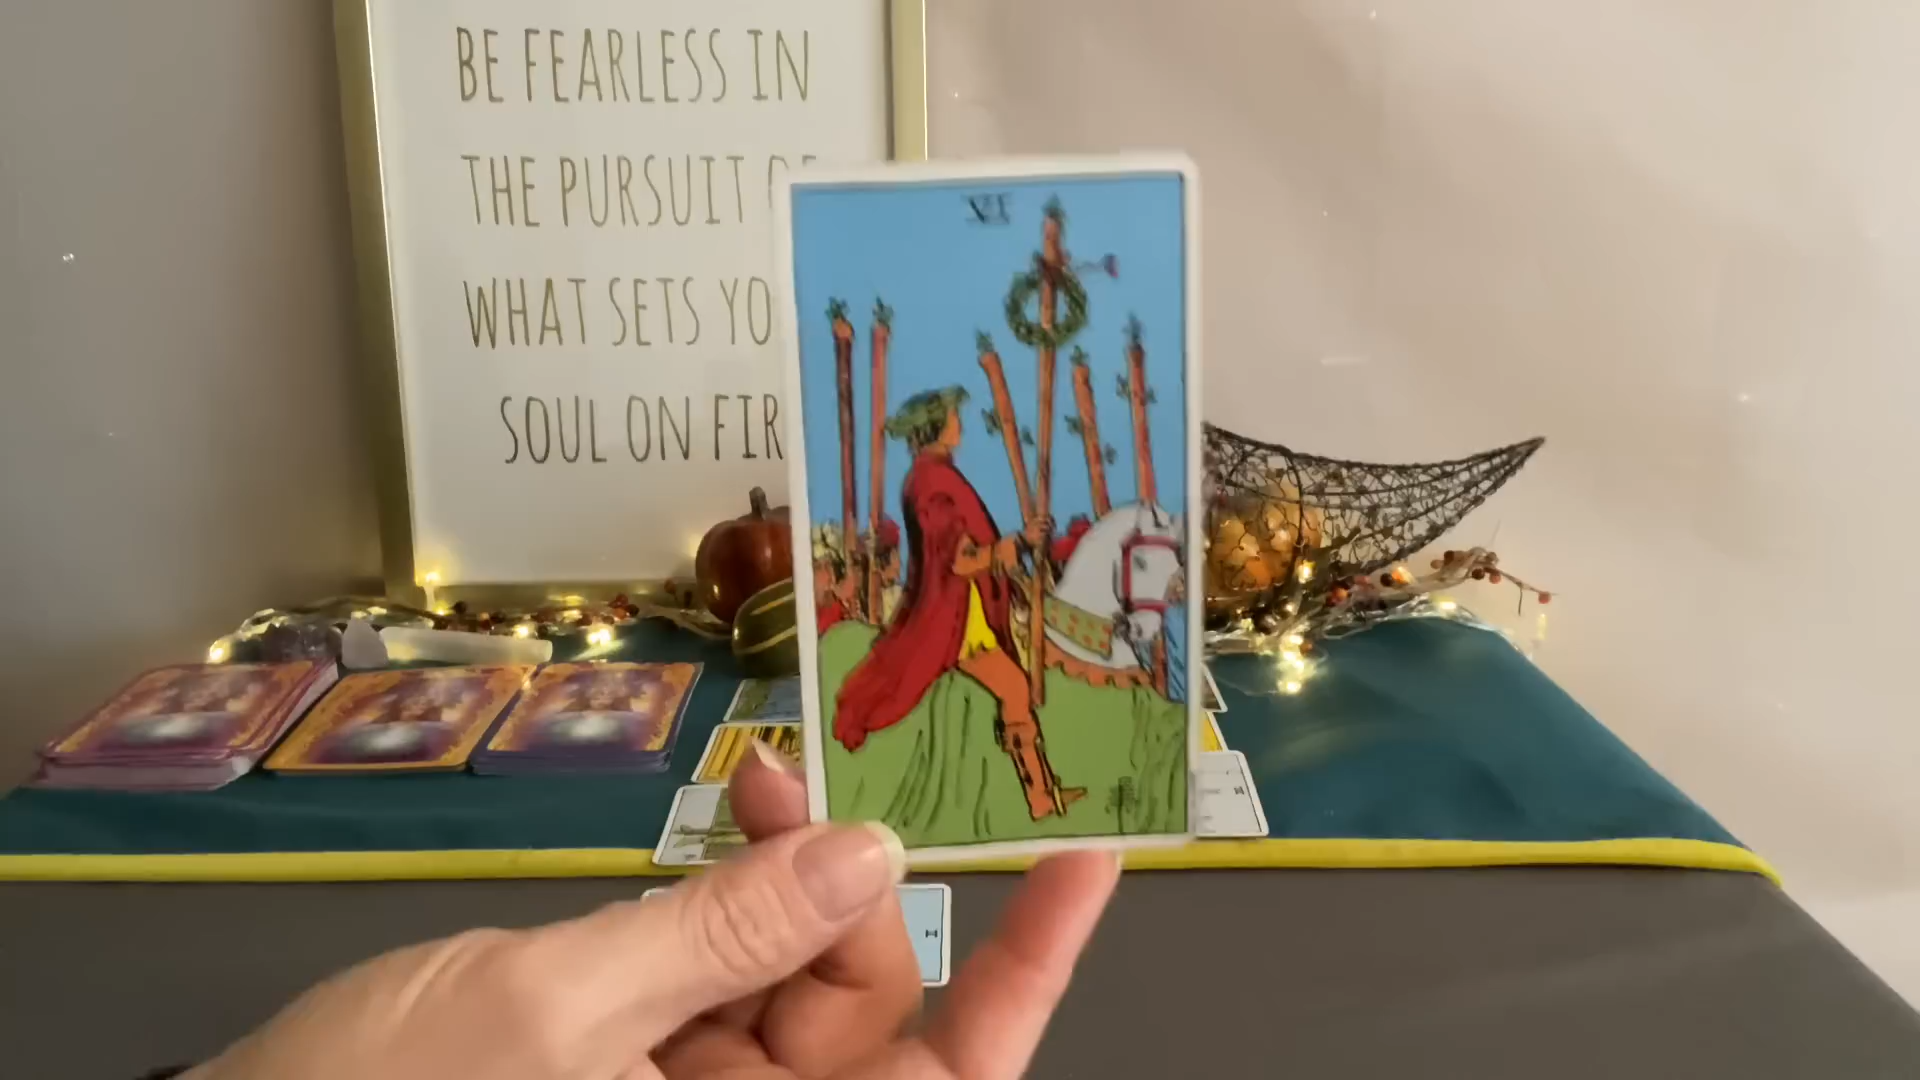 BE FEARLESS IN
THE PURSUIT
WHAT SETS YO
SOUL ON FIR
VI